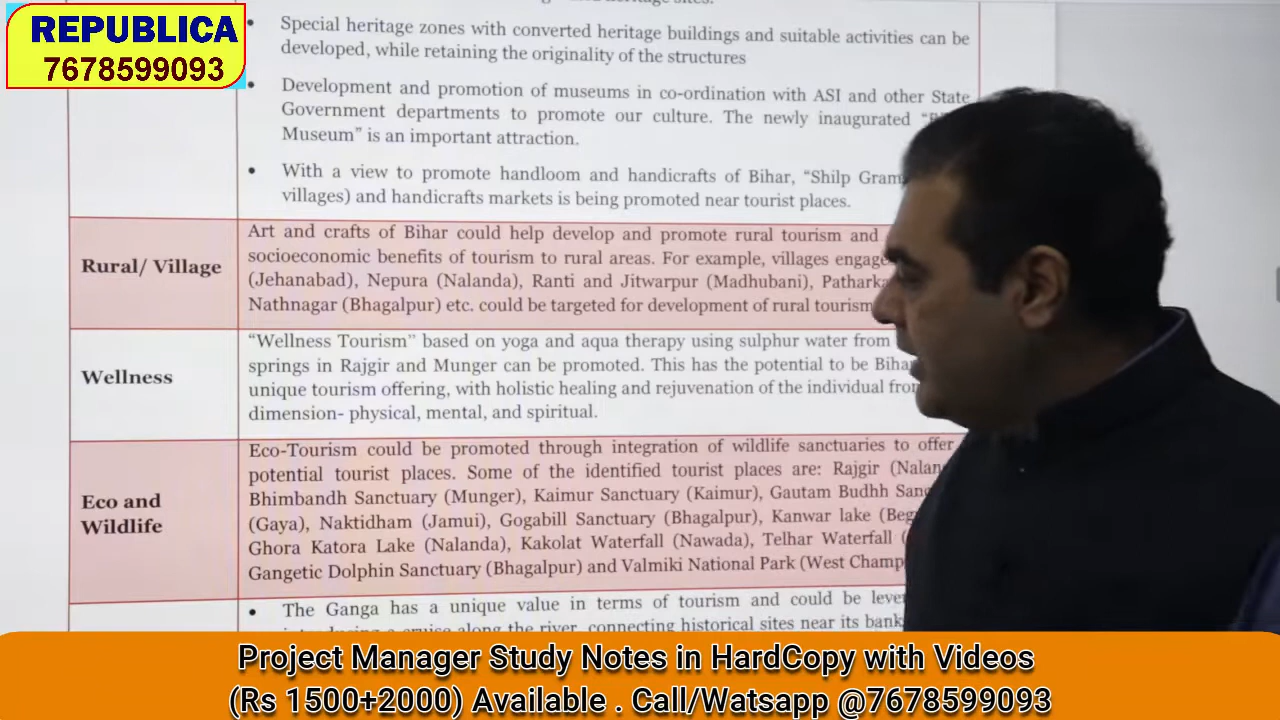 REPUBLICA
7678599093
• Special heritage zones with converted heritage buildings and suitable activities can be
developed, while retaining the originality of the structures
• Development and promotion of museums in co-ordination with ASI and other State
Government departments to promote our culture. The newly inaugurated
Museum” is an important attraction.
• With a view to promote handloom and handicrafts of Bihar, “Shilp Gram
villages) and handicrafts markets is being promoted near tourist places.
Rural/ Village
Art and crafts of Bihar could help develop and promote rural tourism and
socioeconomic benefits of tourism to rural areas. For example, villages
(Jehanabad), Nepura (Nalanda), Ranti and Jitwarpur (Madhubani),
Nathnagar (Bhagalpur) etc. could be targeted for development of rural tourism
Wellness
“Wellness Tourism” based on yoga and aqua therapy using sulphur water from
springs in Rajgir and Munger can be promoted. This has the potential to be
unique tourism offering, with holistic healing and rejuvenation of the individual
dimension- physical, mental, and spiritual.
Eco and
Wildlife
Eco-Tourism could be promoted through integration of wildlife sanctuaries to offer
potential tourist places. Some of the identified tourist places are: Rajgir
Bhimbandh Sanctuary (Munger), Kaimur Sanctuary (Kaimur), Gautam Budhh
(Gaya), Naktidham (Jamui), Gogabill Sanctuary (Bhagalpur), Kanwar lake
Ghora Katora Lake (Nalanda), Kakolat Waterfall (Nawada), Telhar Waterfall
Gangetic Dolphin Sanctuary (Bhagalpur) and Valmiki National Park (West
• The Ganga has a unique value in terms of tourism and could be
a cruise along the river, connecting historical sites near its
Project Manager Study Notes in HardCopy with Videos
(Rs 1500+2000) Available . Call/Watsapp @7678599093